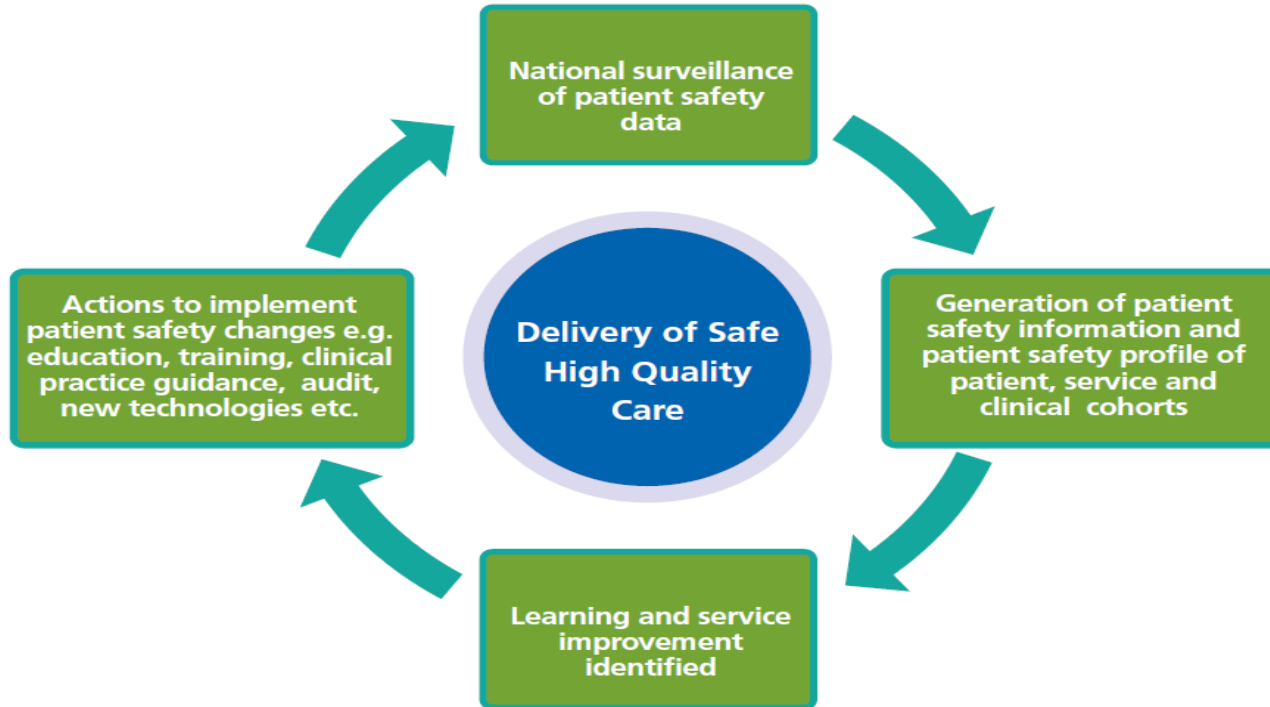 National surveillance
of patient safety
data
Generation of patient
safety information and
patient safety profile of
patient, service and
clinical  cohorts
Learning and service
improvement
identified
Actions to implement
patient safety changes e.g.
education, training, clinical
practice guidance,  audit,
new technologies etc.
Delivery of Safe
High Quality
Care